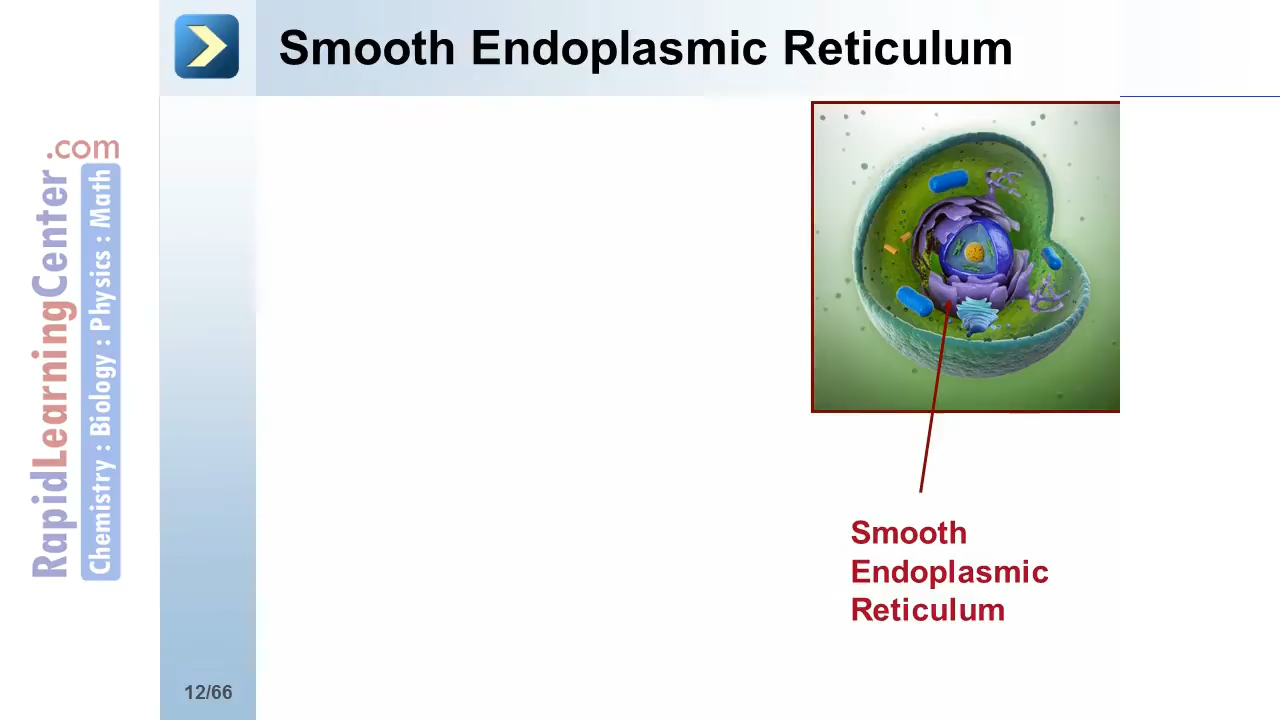 Smooth Endoplasmic Reticulum
RapidLearningCenter.com
Chemistry : Biology : Physics : Math
Smooth
Endoplasmic
Reticulum
12/66